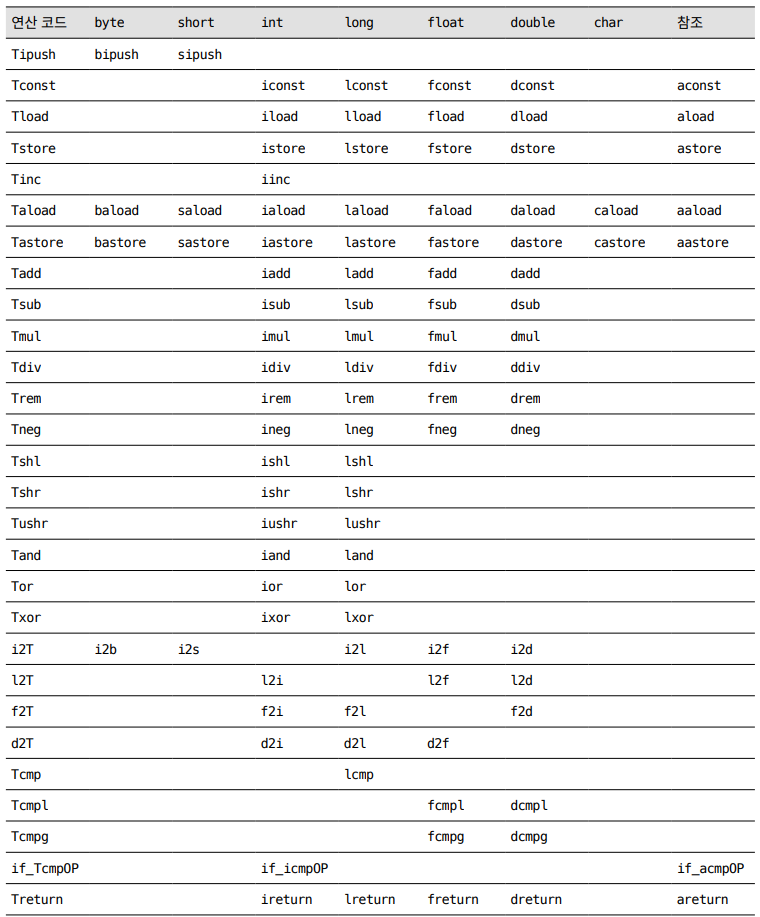 연산 코드 byte short int long float double char 참조
Tipush bipush sipush
Tconst iconst lconst fconst dconst aconst
Tload iload lload fload dload aload
Tstore istore lstore fstore dstore astore
Tinc iinc
Taload baload saload iaload laload faload daload caload aaload
Tastore bastore sastore iastore lastore fastore dastore castore aastore
Tadd iadd ladd fadd dadd
Tsub isub lsub fsub dsub
Tmul imul lmul fmul dmul
Tdiv idiv ldiv fdiv ddiv
Trem irem lrem frem drem
Tneg ineg lneg fneg dneg
Tshl ishl lshl
Tshr ishr lshr
Tushr iushr lushr
Tand iand land
Tor ior lor
Txor ixor lxor
i2T i2b i2s i2l i2f i2d
l2T l2i l2f l2d
f2T f2i f2l f2d
d2T d2i d2l d2f
Tcmp lcmp
Tcmpl fcmpl dcmpl
Tcmpg fcmpg dcmpg
if_TcmpOP if_icmpOP if_acmpOP
Treturn ireturn lreturn freturn dreturn areturn